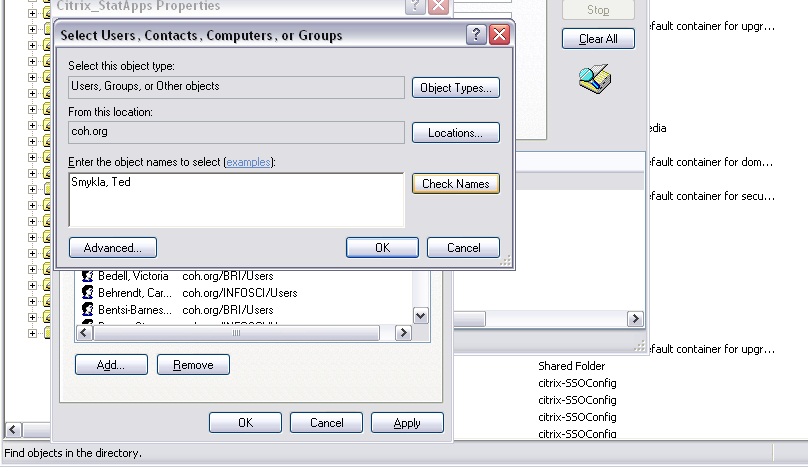 Citrix_StatApps Properties
Select Users, Contacts, Computers, or Groups
Select this object type:
Users, Groups, or Other objects
Object Types...
From this location:
coh.org
Locations...
Enter the object names to select (examples):
Smykla, Ted
Check Names
Advanced...
OK
Cancel
Bedell, Victoria coh.org/BRI/Users
Behrendt, Car... coh.org/INFOSCI/Users
Bentsi-Barnes... coh.org/BRI/Users
Add...
Remove
OK
Cancel
Apply
Stop
Clear All
efault container for upgr...
edia
efault container for dom...
efault container for secu...
efault container for upgr...
Shared Folder
citrix-SSOConfig
citrix-SSOConfig
citrix-SSOConfig
citrix-SSOConfig
Find objects in the directory.